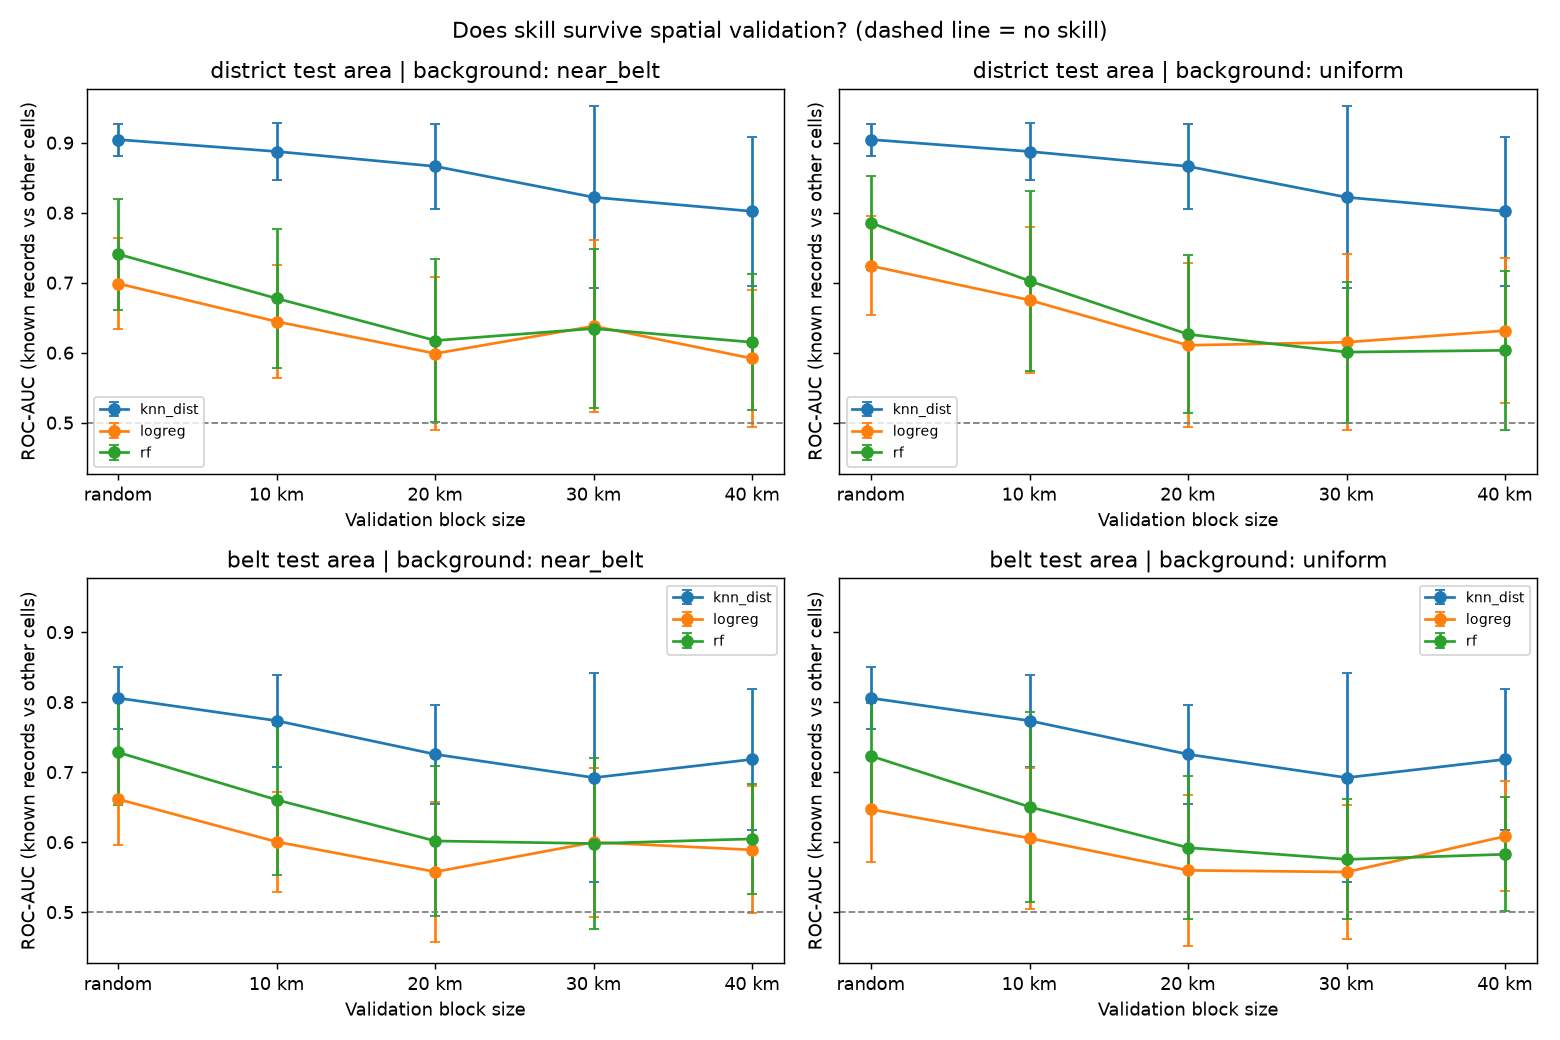 Does skill survive spatial validation? (dashed line = no skill)
district test area | background: near_belt
ROC-AUC (known records vs other cells)
0.9
0.8
0.7
0.6
0.5
knn_dist
logreg
rf
random
10 km
20 km
30 km
40 km
Validation block size
district test area | background: uniform
ROC-AUC (known records vs other cells)
knn_dist
logreg
rf
random
10 km
20 km
30 km
40 km
Validation block size
belt test area | background: near_belt
ROC-AUC (known records vs other cells)
0.9
0.8
0.7
0.6
0.5
knn_dist
logreg
rf
random
10 km
20 km
30 km
40 km
Validation block size
belt test area | background: uniform
ROC-AUC (known records vs other cells)
knn_dist
logreg
rf
random
10 km
20 km
30 km
40 km
Validation block size